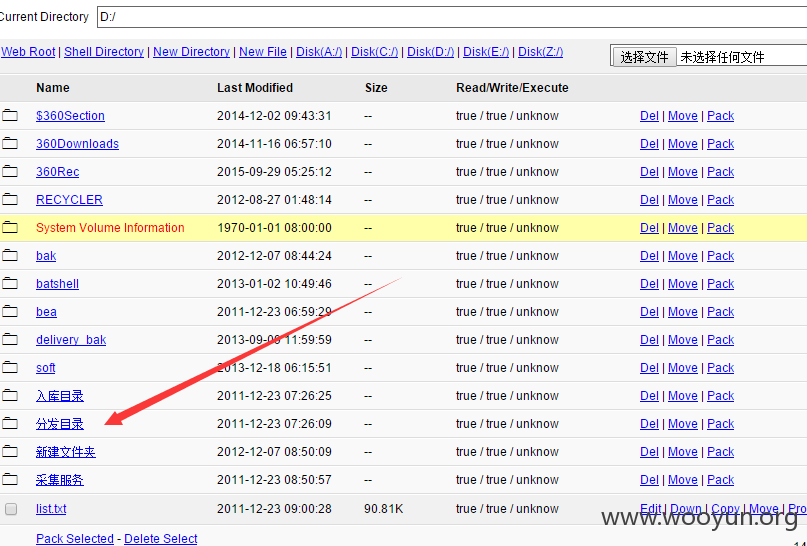 Current Directory D:/
Web Root | Shell Directory | New Directory | New File | Disk(A:/) | Disk(C:/) | Disk(D:/) | Disk(E:/) | Disk(Z:/) 选择文件 未选择任何文件
Name Last Modified Size Read/Write/Execute
$360Section 2014-12-02 09:43:31 -- true / true / unknow Del | Move | Pack
360Downloads 2014-11-16 06:57:10 -- true / true / unknow Del | Move | Pack
360Rec 2015-09-29 05:25:12 -- true / true / unknow Del | Move | Pack
RECYCLER 2012-08-27 01:48:14 -- true / true / unknow Del | Move | Pack
System Volume Information 1970-01-01 08:00:00 -- true / true / unknow Del | Move | Pack
bak 2012-12-07 08:44:24 -- true / true / unknow Del | Move | Pack
batshell 2013-01-02 10:49:46 -- true / true / unknow Del | Move | Pack
bea 2011-12-23 06:59:29 -- true / true / unknow Del | Move | Pack
delivery_bak 2013-09-06 11:59:59 -- true / true / unknow Del | Move | Pack
soft 2013-12-18 06:15:51 -- true / true / unknow Del | Move | Pack
入库目录 2011-12-23 07:26:25 -- true / true / unknow Del | Move | Pack
分发目录 2011-12-23 07:26:09 -- true / true / unknow Del | Move | Pack
新建文件夹 2012-12-07 08:50:09 -- true / true / unknow Del | Move | Pack
采集服务 2011-12-23 08:50:57 -- true / true / unknow Del | Move | Pack
list.txt 2011-12-23 09:00:28 90.81K true / true / unknow Edit | Down | Copy | Move | Pro
www.wooyun.org
Pack Selected - Delete Select